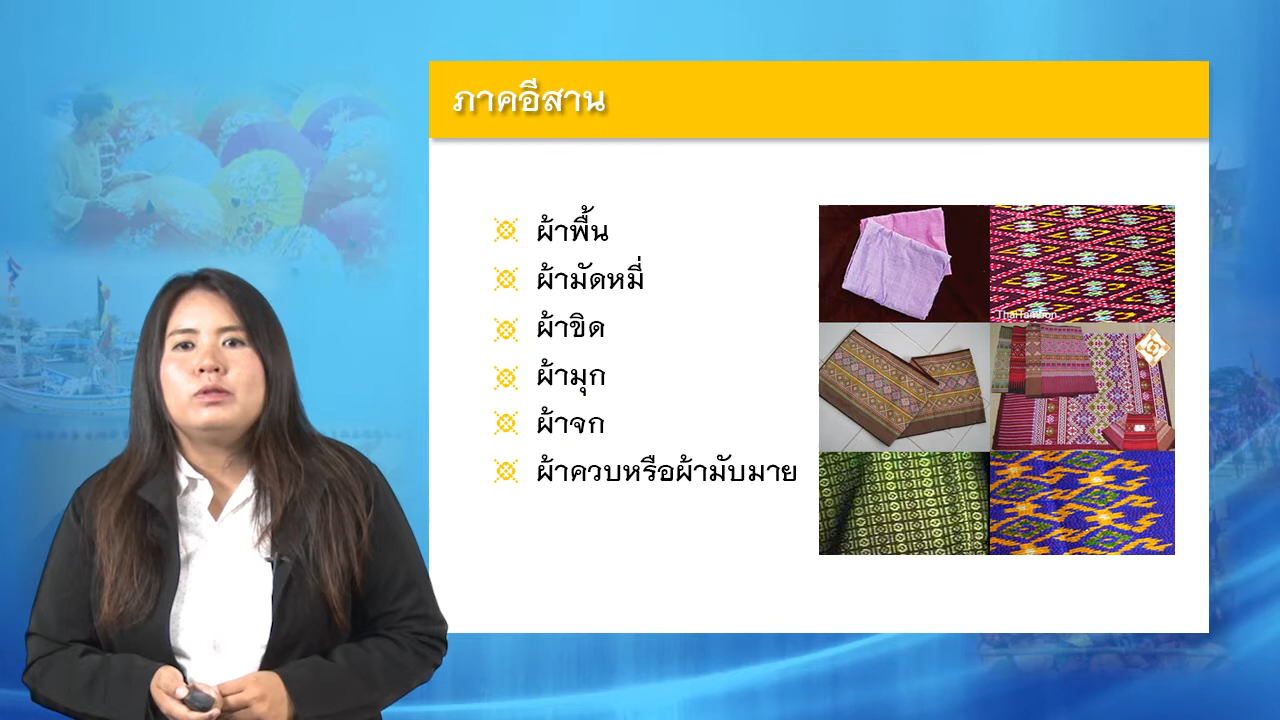 ภาคอีสาน
ผ้าพื้น
ผ้ามัดหมี่
ผ้าขิด
ผ้ามุก
ผ้าจก
ผ้าควบหรือผ้ามับมาย
ThaiTambon